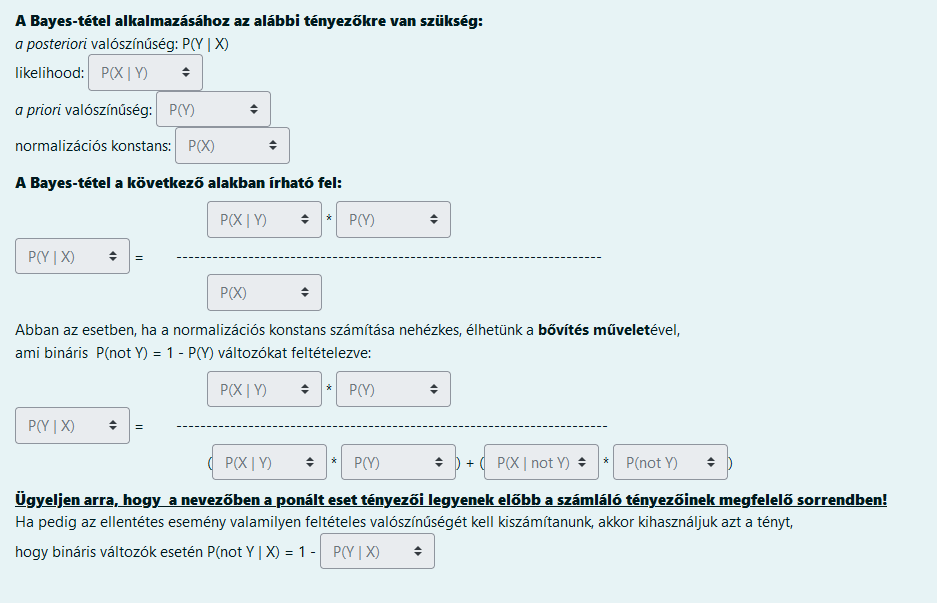 A Bayes-tétel alkalmazásához az alábbi tényezőkre van szükség:
a posteriori valószínűség: P(Y | X)
likelihood: P(X | Y)
a priori valószínűség: P(Y)
normalizációs konstans: P(X)
A Bayes-tétel a következő alakban írható fel:
P(X | Y) * P(Y)
P(Y | X) = -----------------------------------------------------------------------
P(X)
Abban az esetben, ha a normalizációs konstans számítása nehézkes, élhetünk a bővítés műveletével,
ami bináris P(not Y) = 1 - P(Y) változókat feltételezve:
P(X | Y) * P(Y)
P(Y | X) = ------------------------------------------------------------------------
(P(X | Y) * P(Y)) + (P(X | not Y) * P(not Y))
Ügyeljen arra, hogy a nevezőben a ponált eset tényezői legyenek előbb a számláló tényezőinek megfelelő sorrendben!
Ha pedig az ellentétes esemény valamilyen feltételes valószínűségét kell kiszámítanunk, akkor kihasználjuk azt a tényt,
hogy bináris változók esetén P(not Y | X) = 1 - P(Y | X)